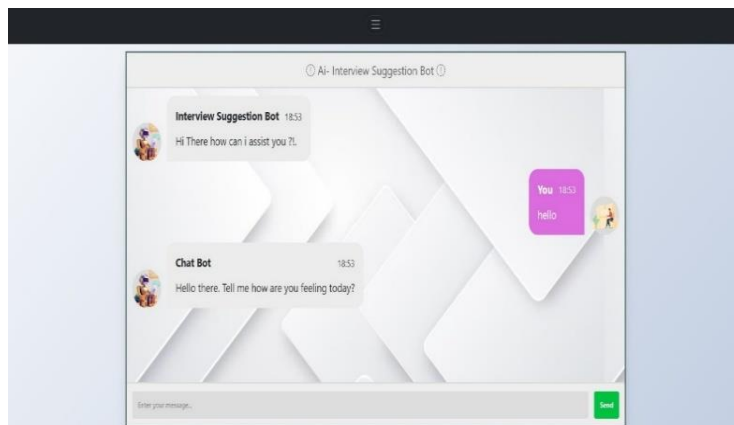 Ai- Interview Suggestion Bot
Interview Suggestion Bot 18:53
Hi There how can i assist you ?!.
You 18:53
hello
Chat Bot 18:53
Hello there. Tell me how are you feeling today?
Enter your message...
Send